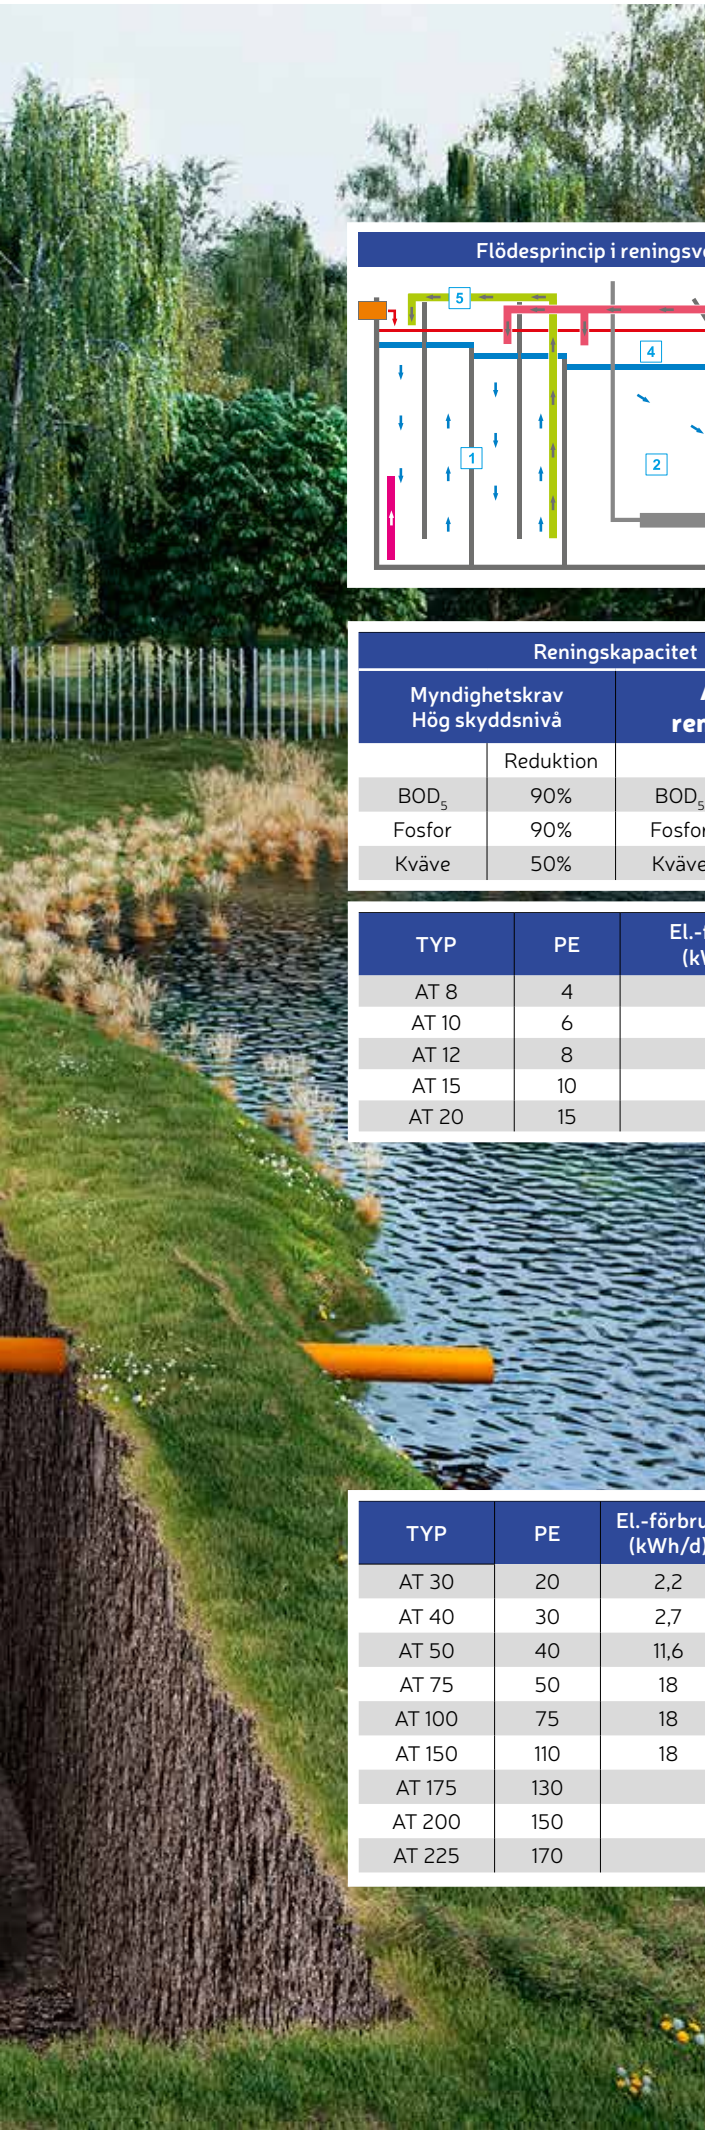 Flödesprincip i
5
4
1
2
Reningskapacitet
Myndighetskrav
Hög skyddsnivå
Reduktion
BOD₅ 90% BOD₅
Fosfor 90% Fosfor
Kväve 50% Kväve
TYP PE
AT 8 4
AT 10 6
AT 12 8
AT 15 10
AT 20 15
TYP PE
(kWh/d)
AT 30 20 2,2
AT 40 30 2,7
AT 50 40 11,6
AT 75 50 18
AT 100 75 18
AT 150 110 18
AT 175 130
AT 200 150
AT 225 170